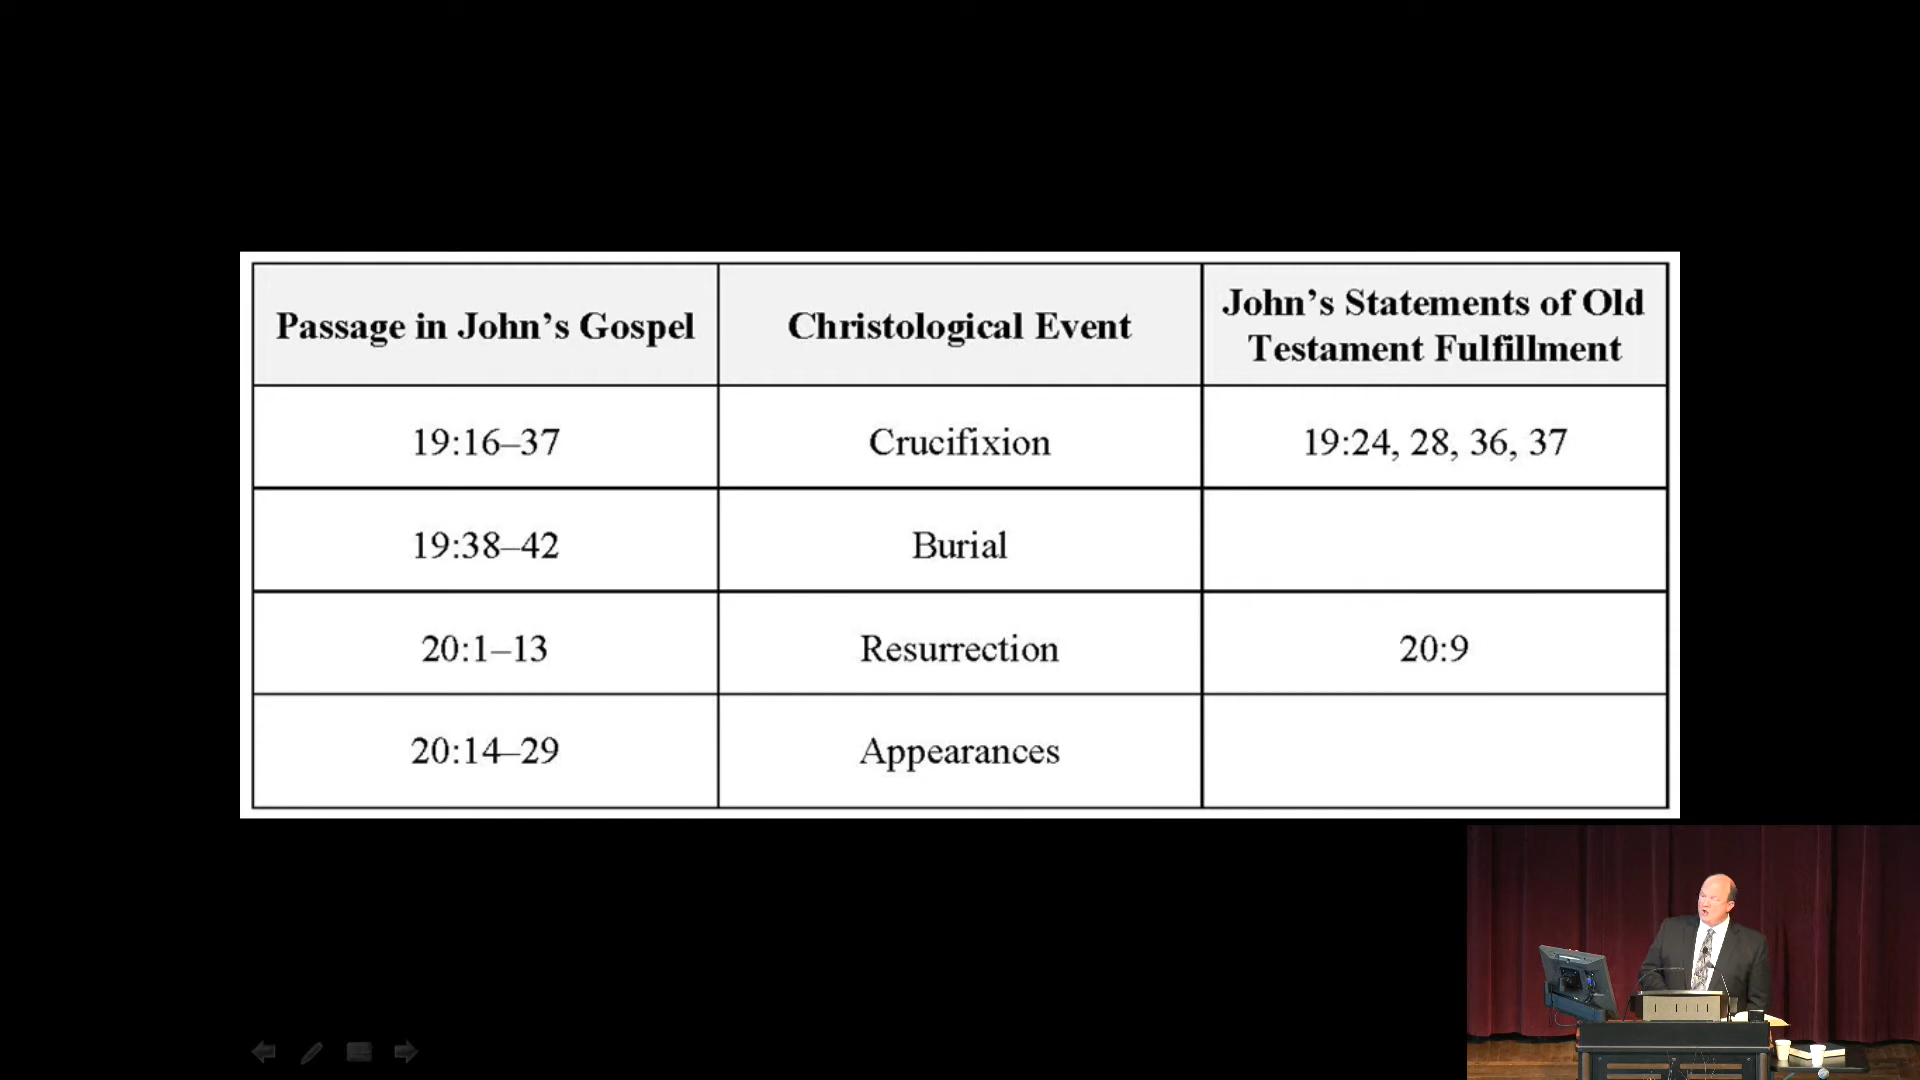 Passage in John’s Gospel
Christological Event
John’s Statements of Old
Testament Fulfillment
19:16–37
Crucifixion
19:24, 28, 36, 37
19:38–42
Burial
20:1–13
Resurrection
20:9
20:14–29
Appearances